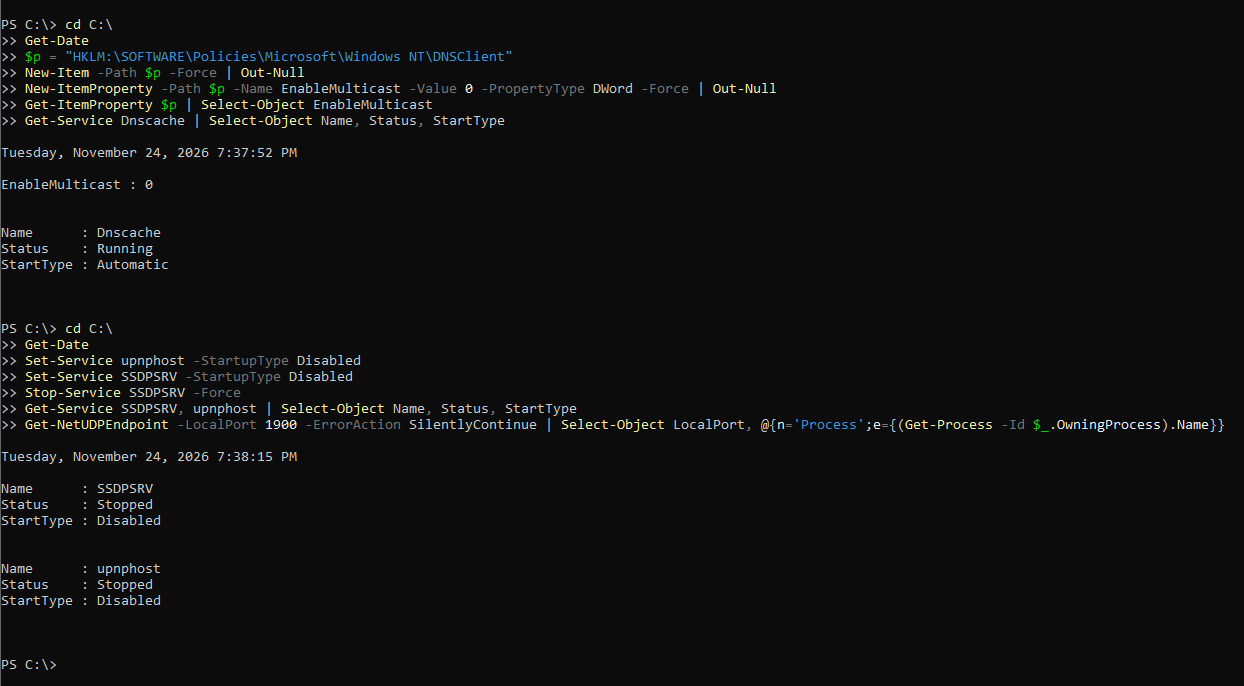 PS C:\> cd C:\
>> Get-Date
>> $p = "HKLM:\SOFTWARE\Policies\Microsoft\Windows NT\DNSClient"
>> New-Item -Path $p -Force | Out-Null
>> New-ItemProperty -Path $p -Name EnableMulticast -Value 0 -PropertyType DWord -Force | Out-Null
>> Get-ItemProperty $p | Select-Object EnableMulticast
>> Get-Service Dnscache | Select-Object Name, Status, StartType
Tuesday, November 24, 2026 7:37:52 PM
EnableMulticast : 0
Name      : Dnscache
Status    : Running
StartType : Automatic
PS C:\> cd C:\
>> Get-Date
>> Set-Service upnphost -StartupType Disabled
>> Set-Service SSDPSRV -StartupType Disabled
>> Stop-Service SSDPSRV -Force
>> Get-Service SSDPSRV, upnphost | Select-Object Name, Status, StartType
>> Get-NetUDPEndpoint -LocalPort 1900 -ErrorAction SilentlyContinue | Select-Object LocalPort, @{n='Process';e={(Get-Process -Id $_.OwningProcess).Name}}
Tuesday, November 24, 2026 7:38:15 PM
Name      : SSDPSRV
Status    : Stopped
StartType : Disabled
Name      : upnphost
Status    : Stopped
StartType : Disabled
PS C:\>